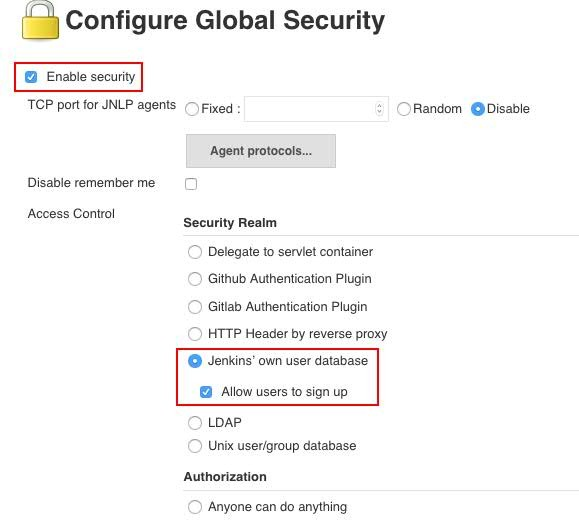 Configure Global Security
Enable security
TCP port for JNLP agents Fixed : Random Disable
Agent protocols...
Disable remember me
Access Control
Security Realm
Delegate to servlet container
Github Authentication Plugin
Gitlab Authentication Plugin
HTTP Header by reverse proxy
Jenkins’ own user database
Allow users to sign up
LDAP
Unix user/group database
Authorization
Anyone can do anything